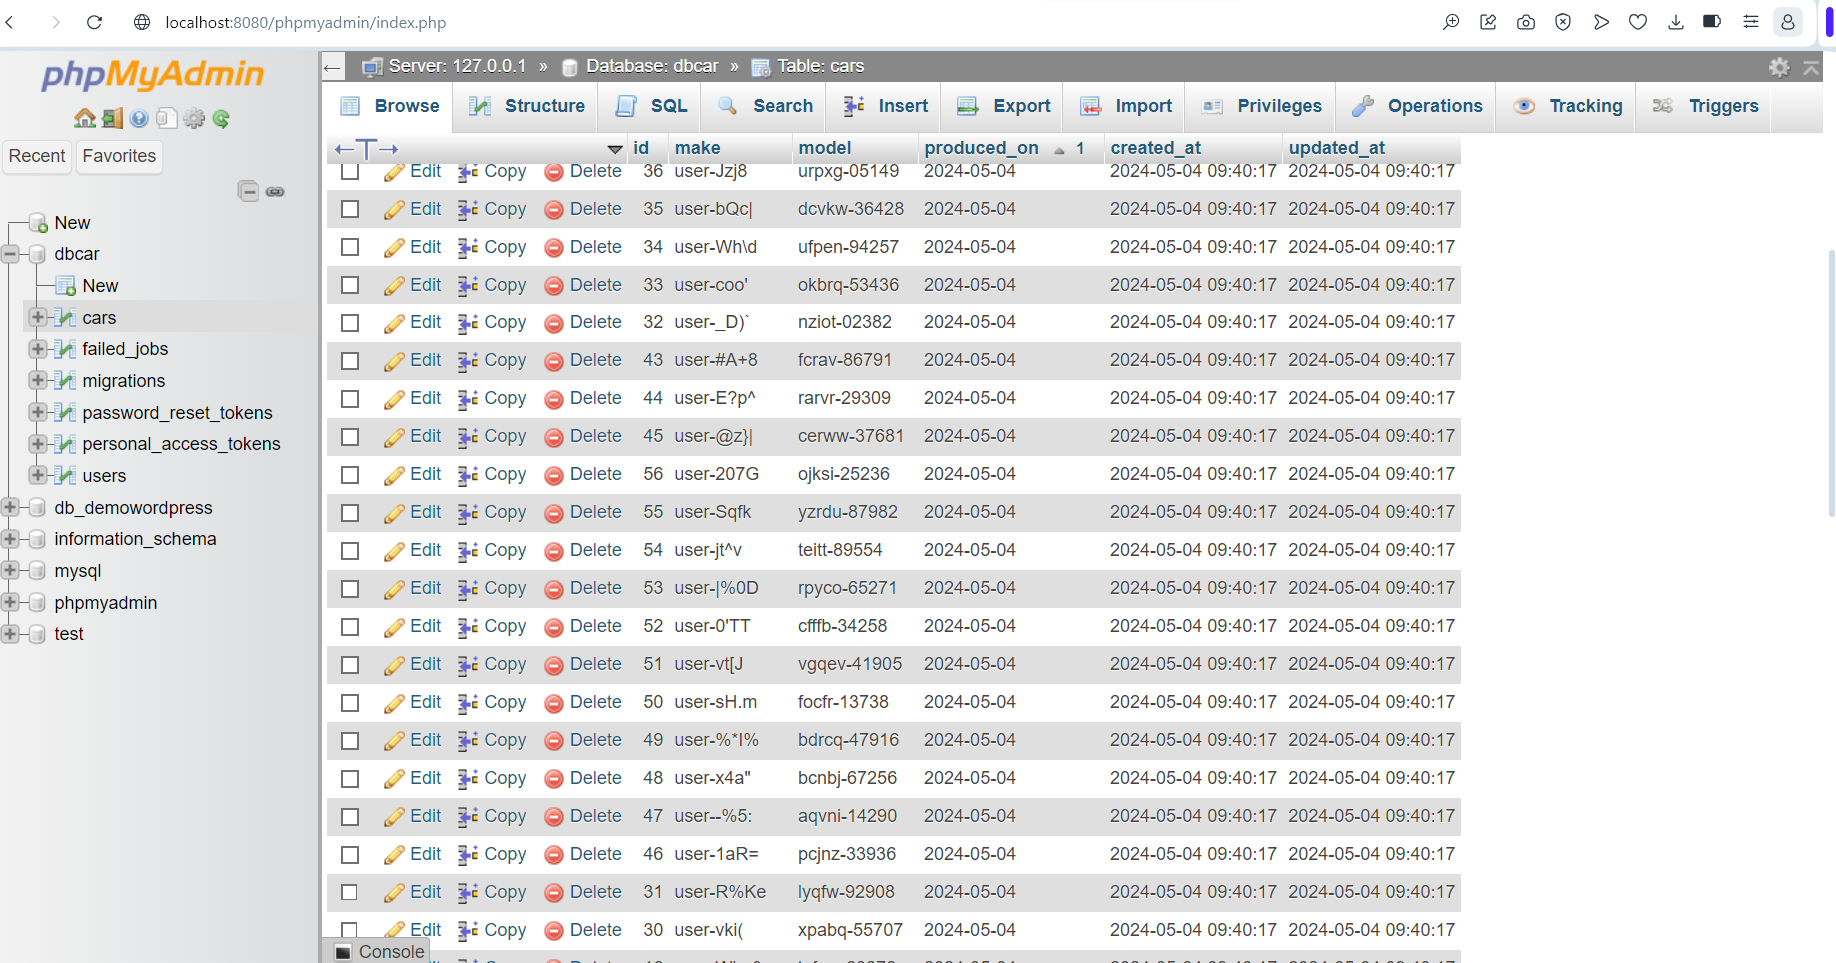 localhost:8080/phpmyadmin/index.php
phpMyAdmin
Recent Favorites
New
dbcar
New
cars
failed_jobs
migrations
password_reset_tokens
personal_access_tokens
users
db_demowordpress
information_schema
mysql
phpmyadmin
test
Server: 127.0.0.1 » Database: dbcar » Table: cars
Browse Structure SQL Search Insert Export Import Privileges Operations Tracking Triggers
←T→ id make model produced_on 1 created_at updated_at
Edit Copy Delete 36 user-Jzj8 urpxg-05149 2024-05-04 2024-05-04 09:40:17 2024-05-04 09:40:17
Edit Copy Delete 35 user-bQc| dcvkw-36428 2024-05-04 2024-05-04 09:40:17 2024-05-04 09:40:17
Edit Copy Delete 34 user-Wh\d ufpen-94257 2024-05-04 2024-05-04 09:40:17 2024-05-04 09:40:17
Edit Copy Delete 33 user-coo' okbrq-53436 2024-05-04 2024-05-04 09:40:17 2024-05-04 09:40:17
Edit Copy Delete 32 user-_D)` nziot-02382 2024-05-04 2024-05-04 09:40:17 2024-05-04 09:40:17
Edit Copy Delete 43 user-#A+8 fcrav-86791 2024-05-04 2024-05-04 09:40:17 2024-05-04 09:40:17
Edit Copy Delete 44 user-E?p^ rarvr-29309 2024-05-04 2024-05-04 09:40:17 2024-05-04 09:40:17
Edit Copy Delete 45 user-@z}| cerww-37681 2024-05-04 2024-05-04 09:40:17 2024-05-04 09:40:17
Edit Copy Delete 56 user-207G ojksi-25236 2024-05-04 2024-05-04 09:40:17 2024-05-04 09:40:17
Edit Copy Delete 55 user-Sqfk yzrdu-87982 2024-05-04 2024-05-04 09:40:17 2024-05-04 09:40:17
Edit Copy Delete 54 user-jt^v teitt-89554 2024-05-04 2024-05-04 09:40:17 2024-05-04 09:40:17
Edit Copy Delete 53 user-|%0D rpyco-65271 2024-05-04 2024-05-04 09:40:17 2024-05-04 09:40:17
Edit Copy Delete 52 user-0'TT cfffb-34258 2024-05-04 2024-05-04 09:40:17 2024-05-04 09:40:17
Edit Copy Delete 51 user-vt[J vgqev-41905 2024-05-04 2024-05-04 09:40:17 2024-05-04 09:40:17
Edit Copy Delete 50 user-sH.m focfr-13738 2024-05-04 2024-05-04 09:40:17 2024-05-04 09:40:17
Edit Copy Delete 49 user-%*I% bdrcq-47916 2024-05-04 2024-05-04 09:40:17 2024-05-04 09:40:17
Edit Copy Delete 48 user-x4a" bcnbj-67256 2024-05-04 2024-05-04 09:40:17 2024-05-04 09:40:17
Edit Copy Delete 47 user--%5: aqvni-14290 2024-05-04 2024-05-04 09:40:17 2024-05-04 09:40:17
Edit Copy Delete 46 user-1aR= pcjnz-33936 2024-05-04 2024-05-04 09:40:17 2024-05-04 09:40:17
Edit Copy Delete 31 user-R%Ke lyqfw-92908 2024-05-04 2024-05-04 09:40:17 2024-05-04 09:40:17
Edit Copy Delete 30 user-vki( xpabq-55707 2024-05-04 2024-05-04 09:40:17 2024-05-04 09:40:17
Console